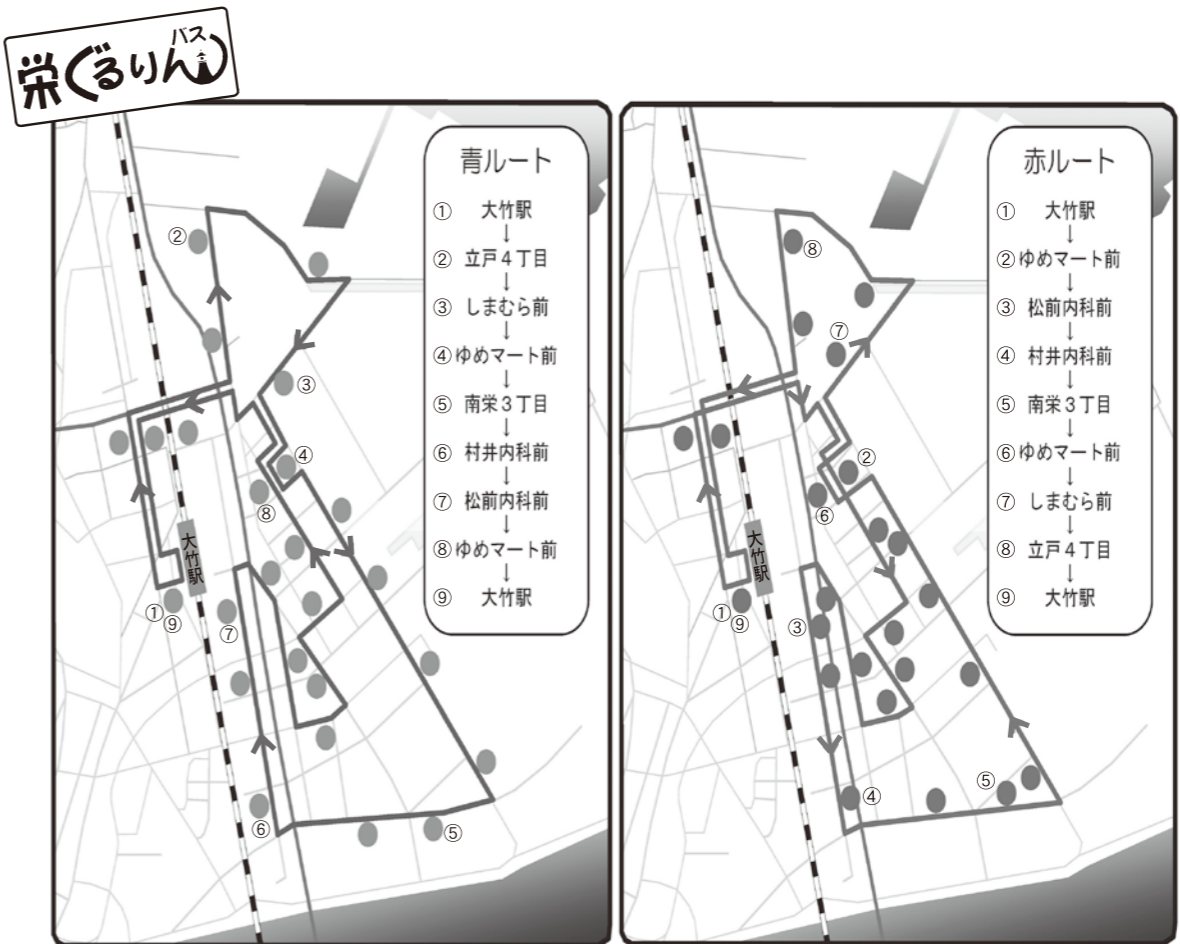 栄ぐるりんバス
青ルート
① 大竹駅
↓
② 立戸４丁目
↓
③ しまむら前
↓
④ ゆめマート前
↓
⑤ 南栄３丁目
↓
⑥ 村井内科前
↓
⑦ 松前内科前
↓
⑧ ゆめマート前
↓
⑨ 大竹駅
②
③
④
⑧
大竹駅
①
⑨
⑦
⑥
⑤
赤ルート
① 大竹駅
↓
② ゆめマート前
↓
③ 松前内科前
↓
④ 村井内科前
↓
⑤ 南栄３丁目
↓
⑥ ゆめマート前
↓
⑦ しまむら前
↓
⑧ 立戸４丁目
↓
⑨ 大竹駅
⑧
⑦
②
⑥
大竹駅
①
⑨
③
⑤
④